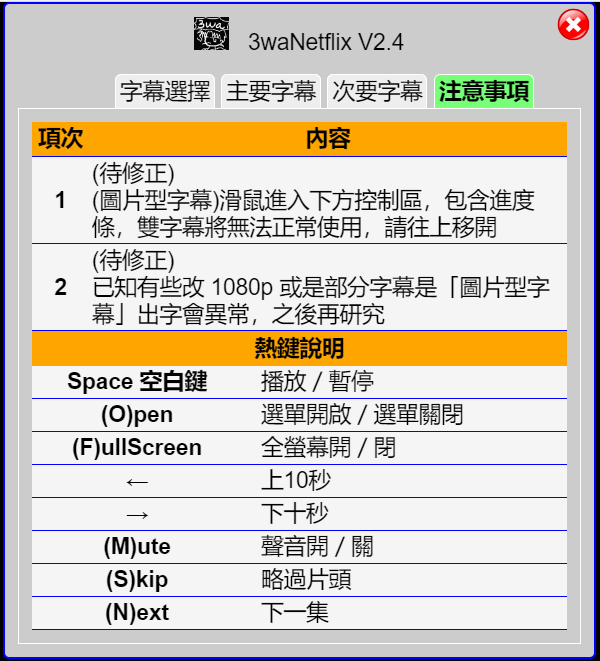 3wa
3waNetflix V2.4
字幕選擇 主要字幕 次要字幕 注意事項
項次 內容
1 (待修正)
(圖片型字幕)滑鼠進入下方控制區，包含進度
條，雙字幕將無法正常使用，請往上移開
2 (待修正)
已知有些改 1080p 或是部分字幕是「圖片型字
幕」出字會異常，之後再研究
熱鍵說明
Space 空白鍵 播放 / 暫停
(O)pen 選單開啟 / 選單關閉
(F)ullScreen 全螢幕開 / 閉
← 上10秒
→ 下十秒
(M)ute 聲音開 / 關
(S)kip 略過片頭
(N)ext 下一集